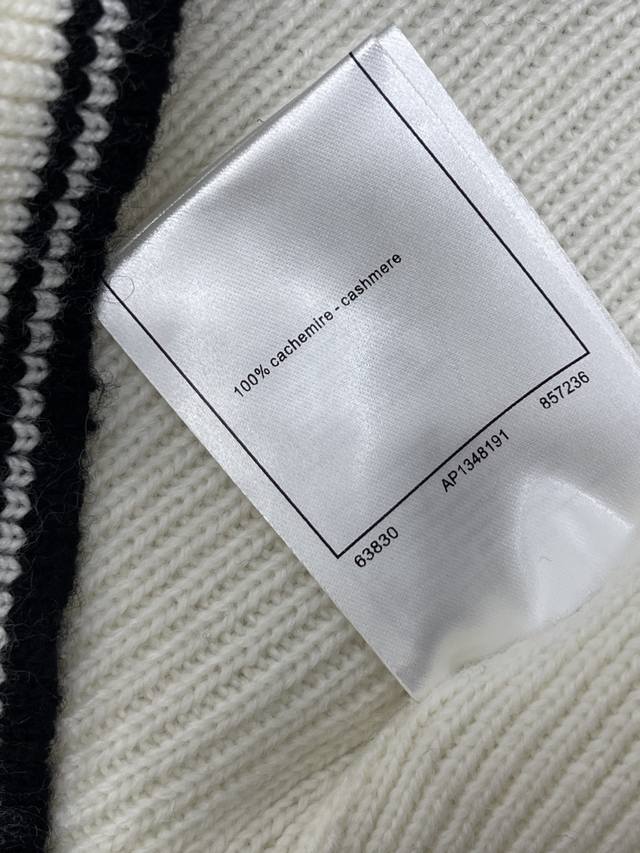 100% cachemire - cashmere
63830 AP1348191 857236